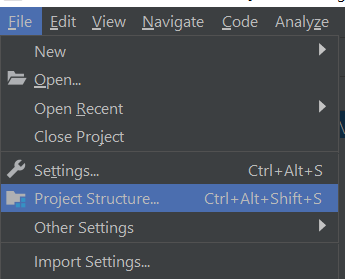 File Edit View Navigate Code Analyze
New
Open...
Open Recent
Close Project
Settings... Ctrl+Alt+S
Project Structure... Ctrl+Alt+Shift+S
Other Settings
Import Settings...